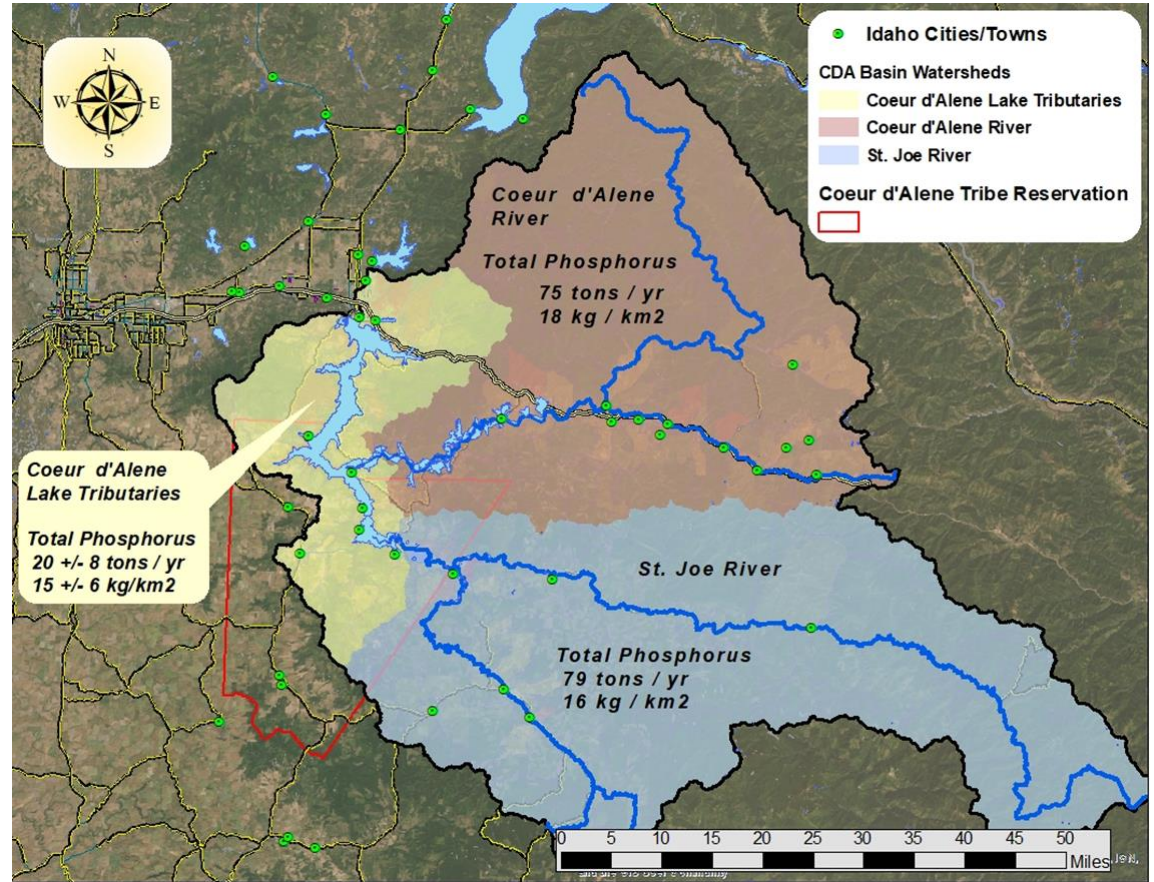 N
W E
S
Idaho Cities/Towns
CDA Basin Watersheds
Coeur d'Alene Lake Tributaries
Coeur d'Alene River
St. Joe River
Coeur d'Alene Tribe Reservation
Coeur d'Alene
River
Total Phosphorus
75 tons / yr
18 kg / km2
Coeur d'Alene
Lake Tributaries
Total Phosphorus
20 +/- 8 tons / yr
15 +/- 6 kg/km2
St. Joe River
Total Phosphorus
79 tons / yr
16 kg / km2
0 5 10 15 20 25 30 35 40 45 50
Miles